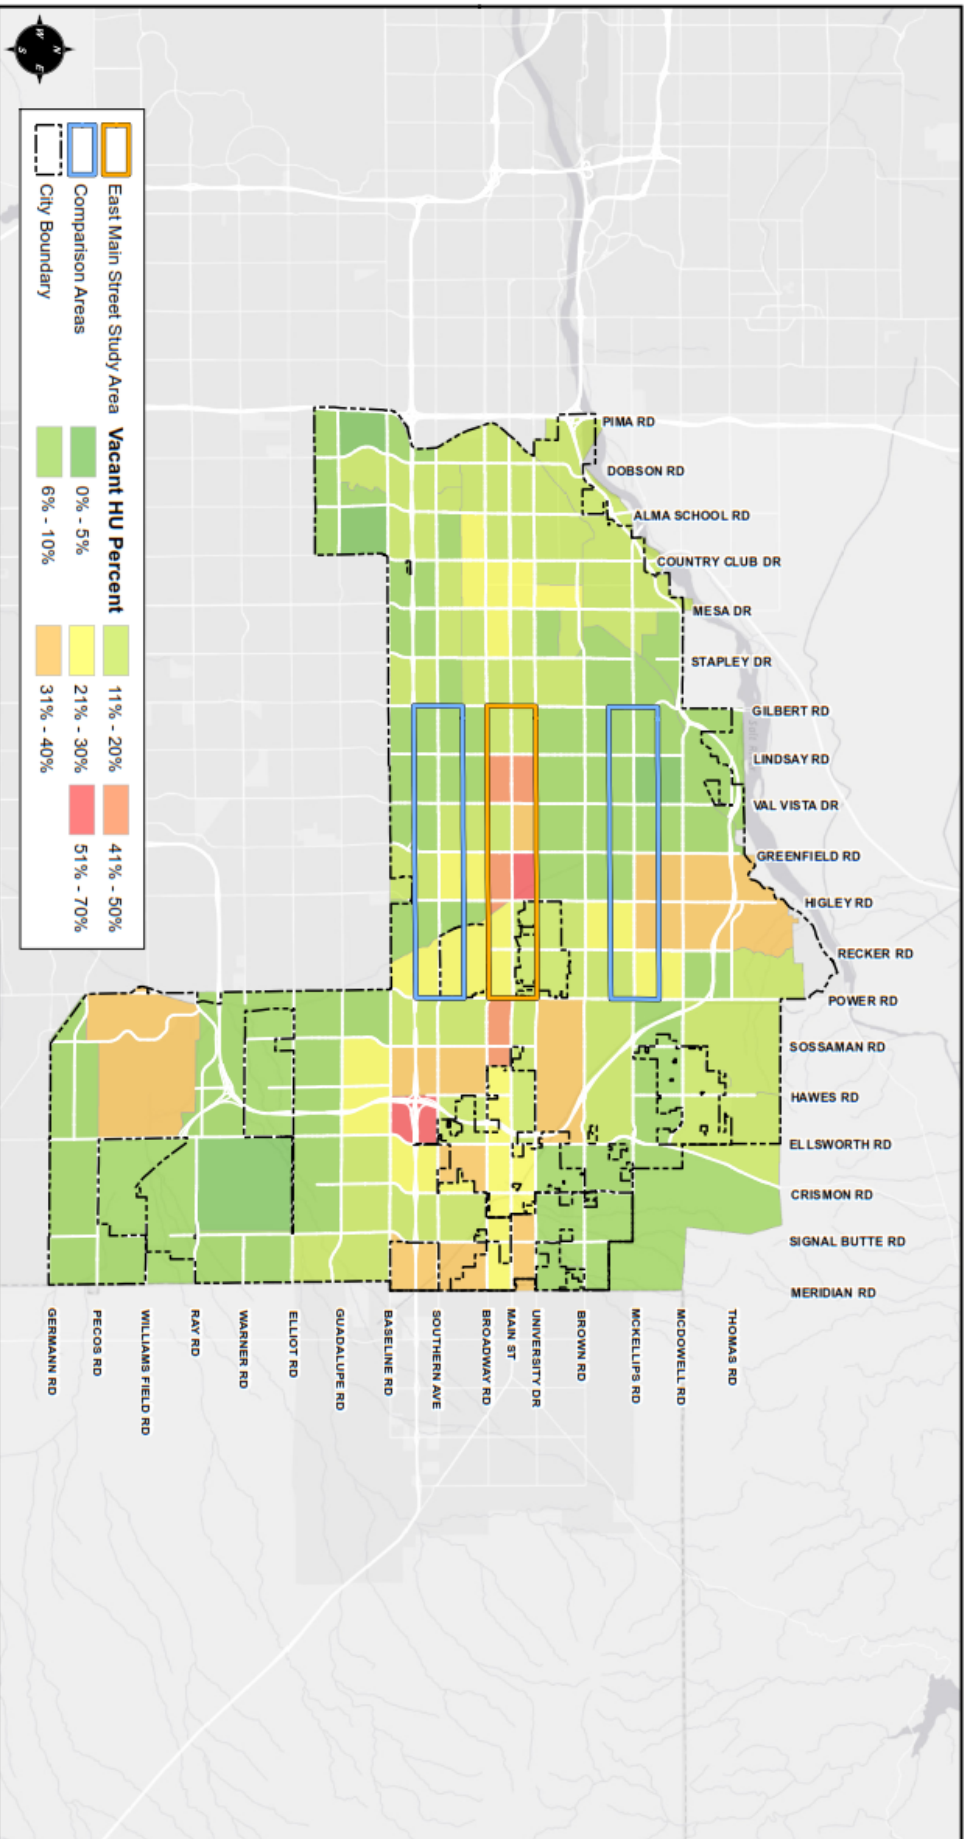 N
W
E
S
East Main Street Study Area
Comparison Areas
City Boundary
Vacant HU Percent
0% - 5%
6% - 10%
11% - 20%
21% - 30%
31% - 40%
41% - 50%
51% - 70%
PIMA RD
DOBSON RD
ALMA SCHOOL RD
COUNTRY CLUB DR
MESA DR
STAPLEY DR
GILBERT RD
LINDSAY RD
VAL VISTA DR
GREENFIELD RD
HIGLEY RD
RECKER RD
POWER RD
SOSSAMAN RD
HAWES RD
ELLSWORTH RD
CRISMON RD
SIGNAL BUTTE RD
MERIDIAN RD
THOMAS RD
MCDOWELL RD
MCKELLIPS RD
BROWN RD
UNIVERSITY DR
MAIN ST
BROADWAY RD
SOUTHERN AVE
BASELINE RD
GUADALUPE RD
ELLIOT RD
WARNER RD
RAY RD
WILLIAMS FIELD RD
PECOS RD
GERMANN RD